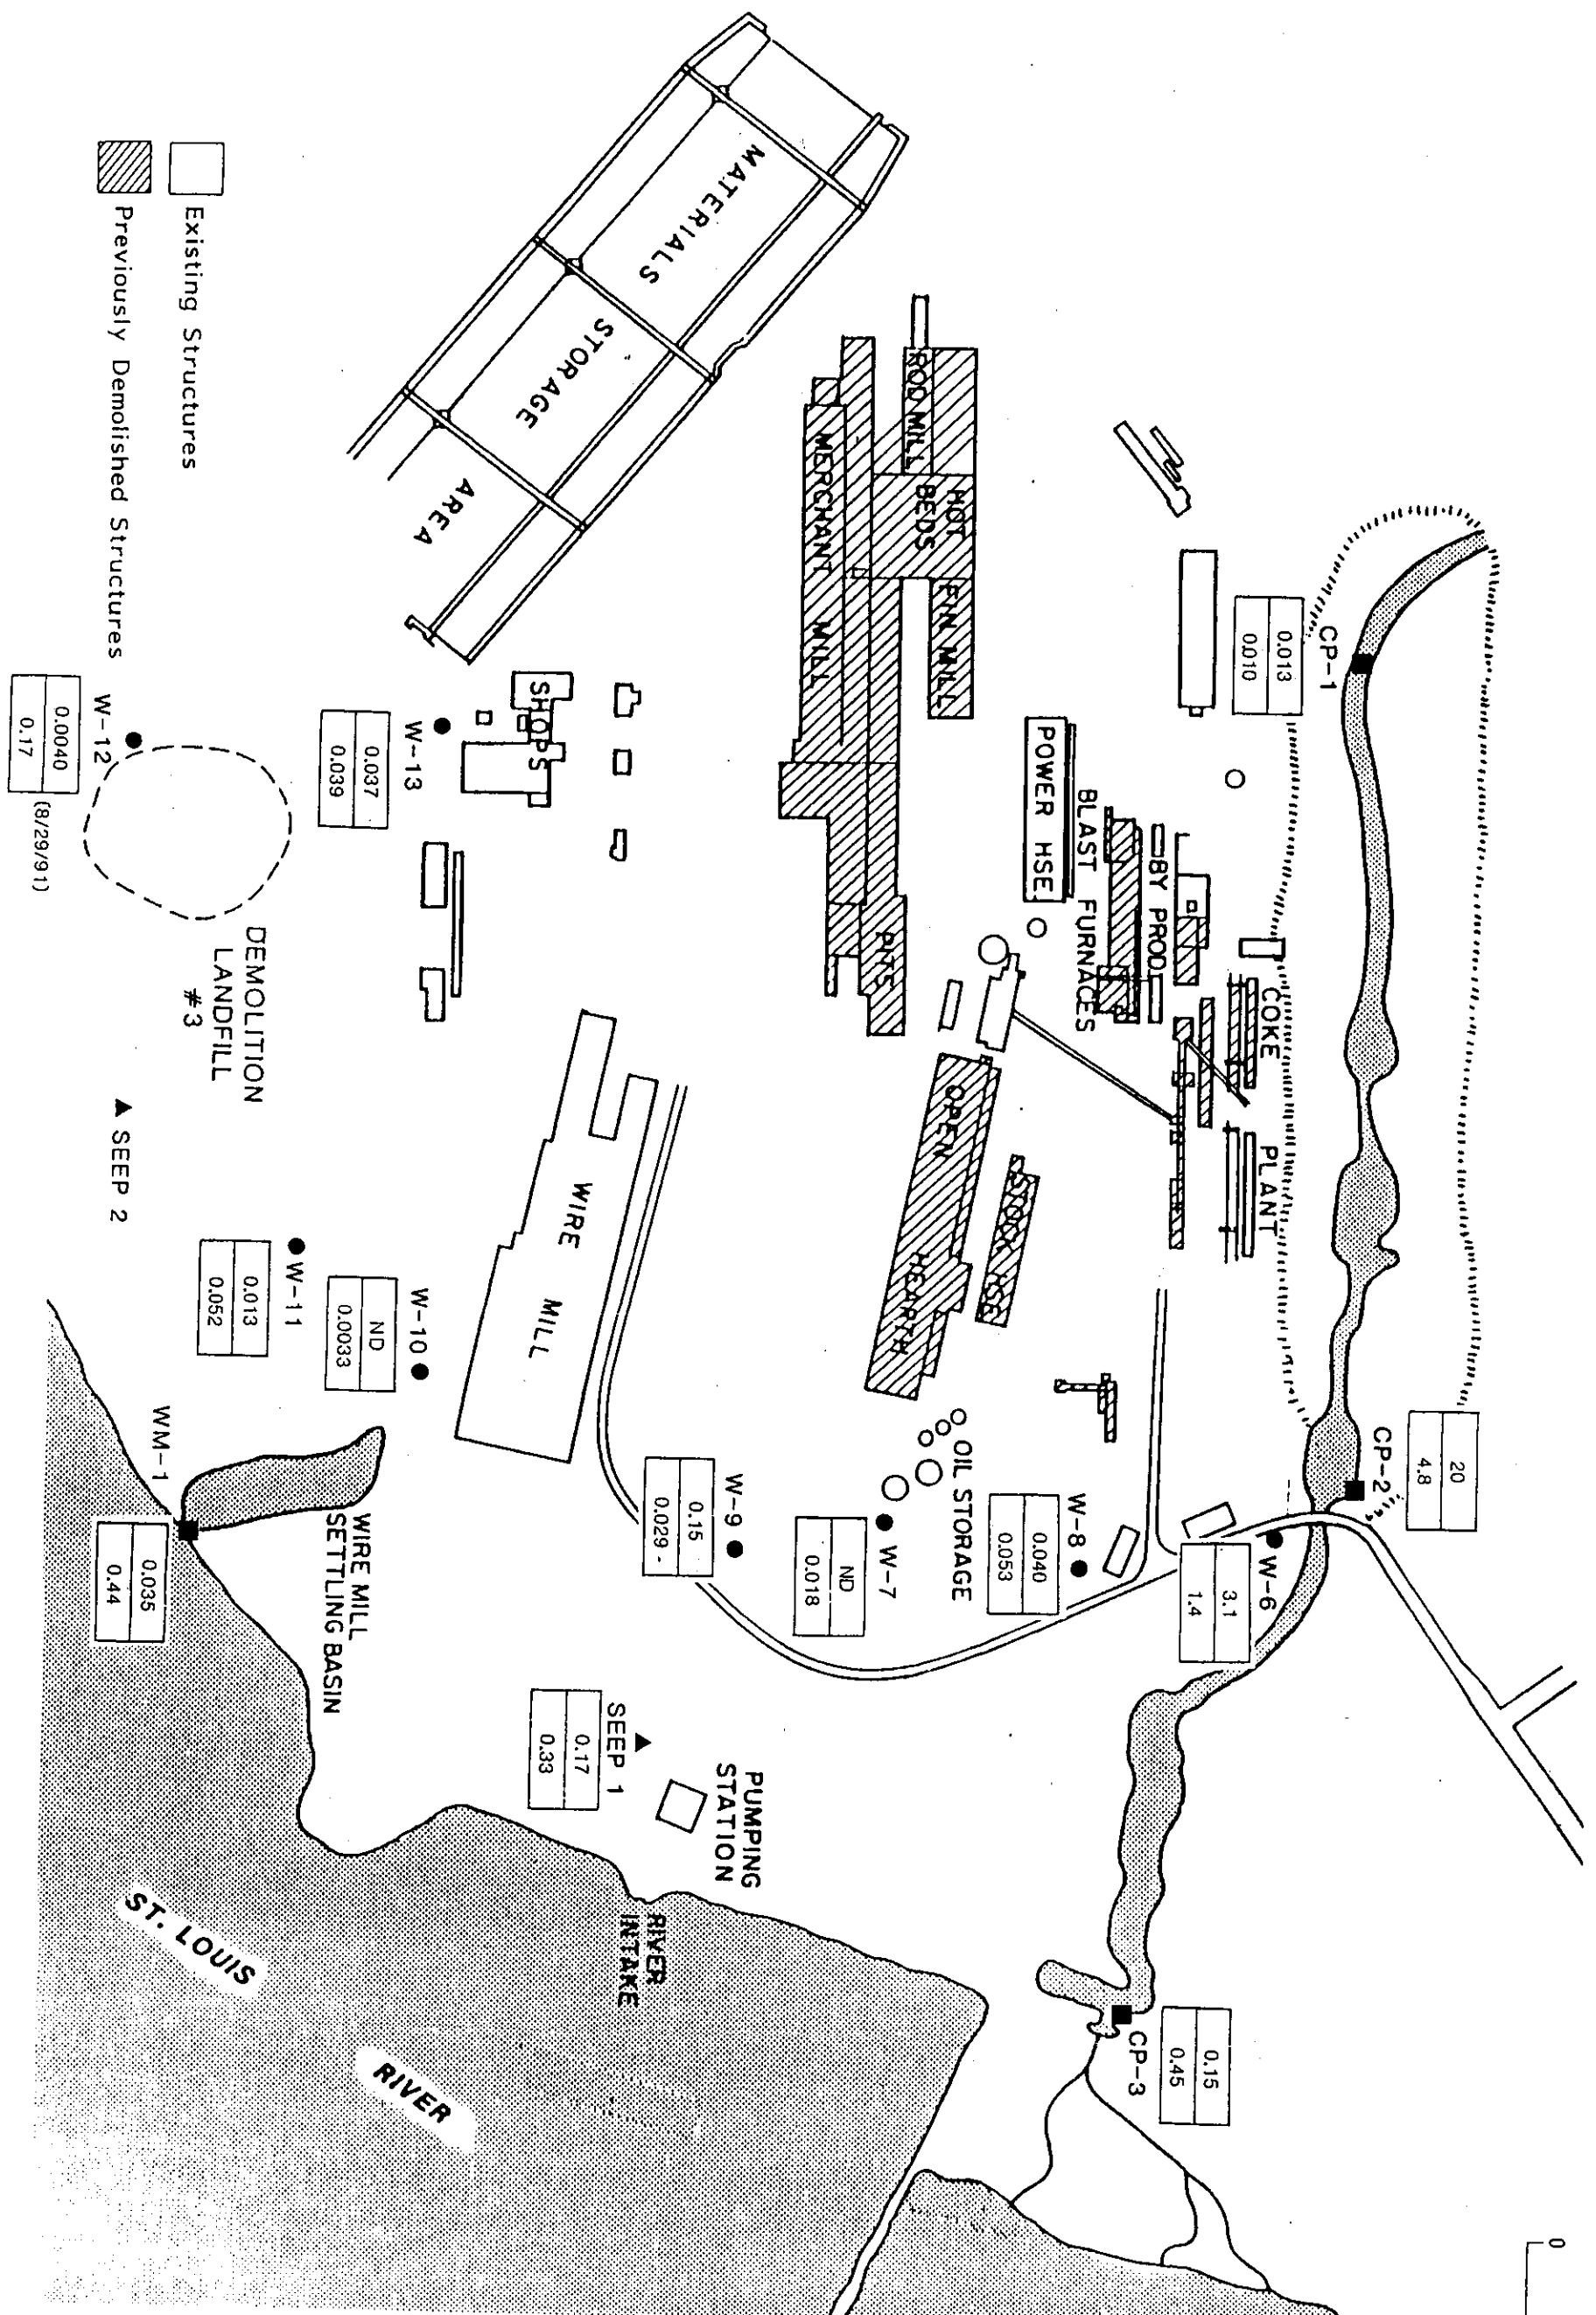 MATERIALS
STORAGE
AREA
Existing Structures
Previously Demolished Structures
ROD MILL
HOT
BEDS
FIN MILL
MERCHANT MILL
PITS
SHOPS
POWER HSE
BLAST FURNACES
BY PROD.
COKE
PLANT
OPEN
HEARTH
STOCK HSE
OIL STORAGE
WIRE
MILL
CP-1
0.013
0.010
CP-2
20
4.8
W-6
3.1
1.4
W-8
0.040
0.053
W-7
ND
0.018
W-9
0.15
0.029 -
CP-3
0.15
0.45
W-13
0.037
0.039
W-12
0.0040
0.17
(8/29/91)
DEMOLITION
LANDFILL
#3
SEEP 2
W-10
ND
0.0033
W-11
0.013
0.052
WM-1
0.035
0.44
WIRE MILL
SETTLING BASIN
SEEP 1
0.17
0.33
PUMPING
STATION
RIVER
INTAKE
ST. LOUIS
RIVER
0